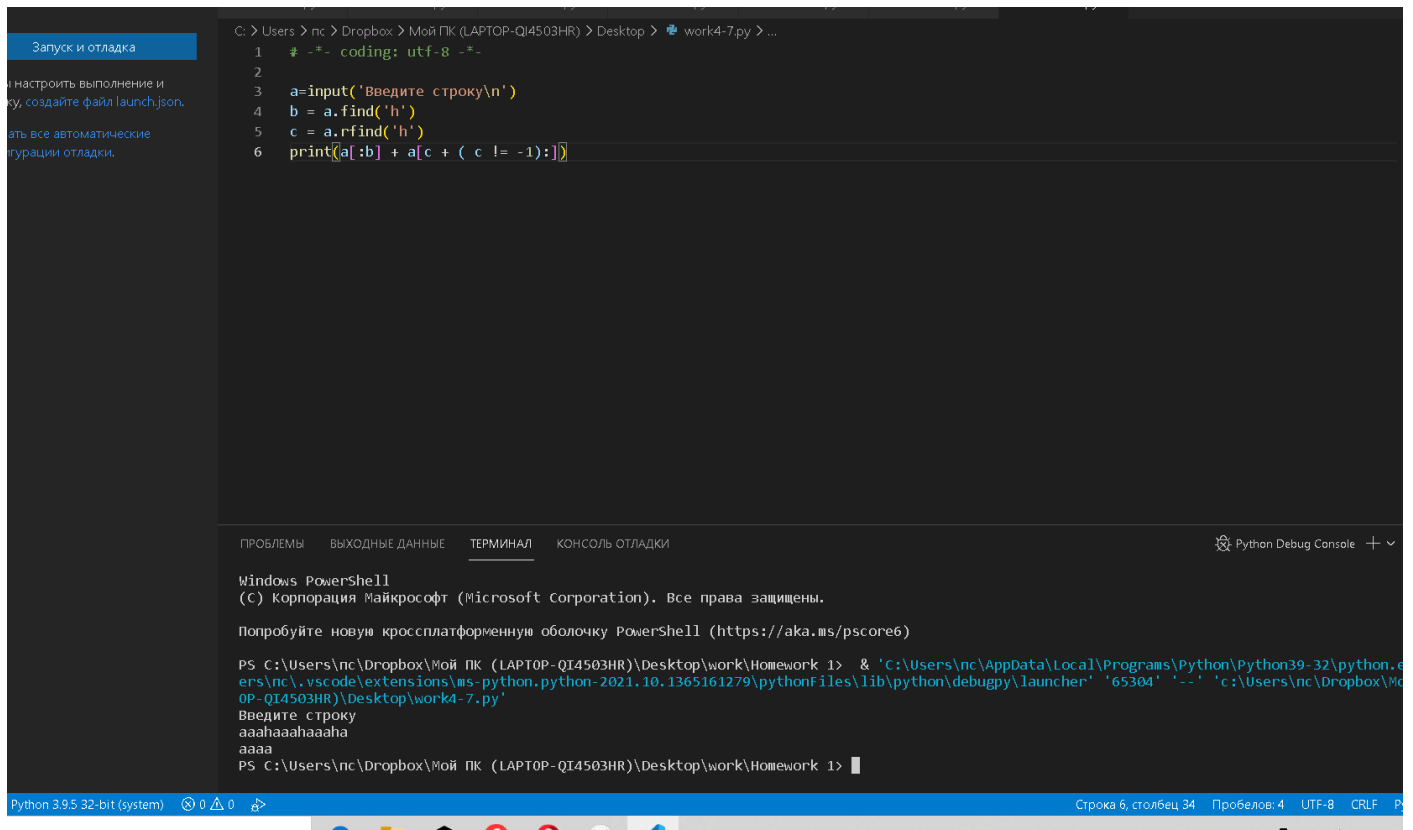 Запуск и отладка
ы настроить выполнение и
ку, создайте файл launch.json.
ать все автоматические
игурации отладки.
C: > Users > пс > Dropbox > Мой ПК (LAPTOP-QI4503HR) > Desktop > work4-7.py > ...
1 # -*- coding: utf-8 -*-
2
3 a=input('Введите строку\n')
4 b = a.find('h')
5 c = a.rfind('h')
6 print(a[:b] + a[c + ( c != -1):])
ПРОБЛЕМЫ ВЫХОДНЫЕ ДАННЫЕ ТЕРМИНАЛ КОНСОЛЬ ОТЛАДКИ Python Debug Console
Windows PowerShell
(C) Корпорация Майкрософт (Microsoft Corporation). Все права защищены.
Попробуйте новую кроссплатформенную оболочку PowerShell (https://aka.ms/pscore6)
PS C:\Users\пс\Dropbox\Мой ПК (LAPTOP-QI4503HR)\Desktop\work\Homework 1> & 'C:\Users\пс\AppData\Local\Programs\Python\Python39-32\python.e
ers\пс\.vscode\extensions\ms-python.python-2021.10.1365161279\pythonFiles\lib\python\debugpy\launcher' '65304' '--' 'c:\Users\пс\Dropbox\Мо
OP-QI4503HR)\Desktop\work4-7.py'
Введите строку
aaahaaahaaaha
aaaa
PS C:\Users\пс\Dropbox\Мой ПК (LAPTOP-QI4503HR)\Desktop\work\Homework 1>
Python 3.9.5 32-bit (system) 0 0 Строка 6, столбец 34 Пробелов: 4 UTF-8 CRLF Py